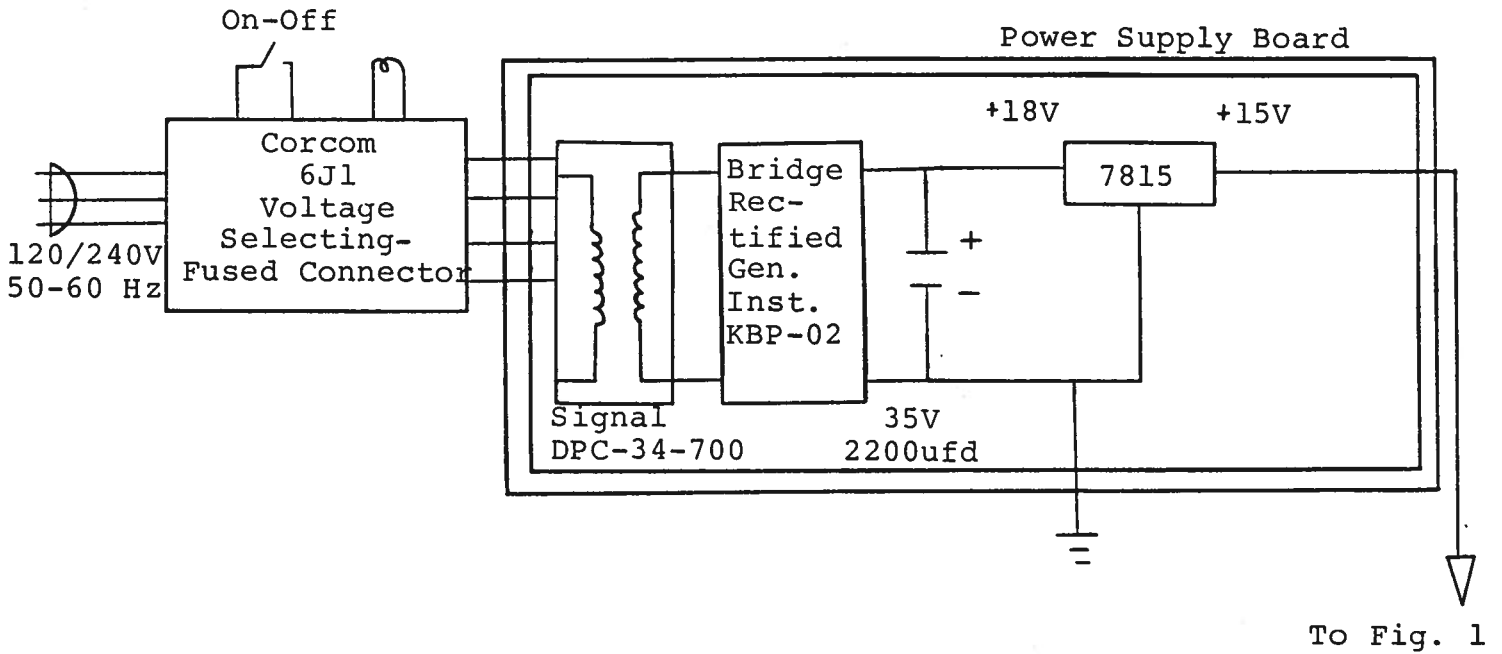 On-Off
Power Supply Board
Corcom
6J1
Voltage
Selecting-
Fused Connector
120/240V
50-60 Hz
Bridge
Rec-
tified
Gen.
Inst.
KBP-02
+
-
+18V
+15V
7815
Signal
DPC-34-700
35V
2200ufd
To Fig. 1